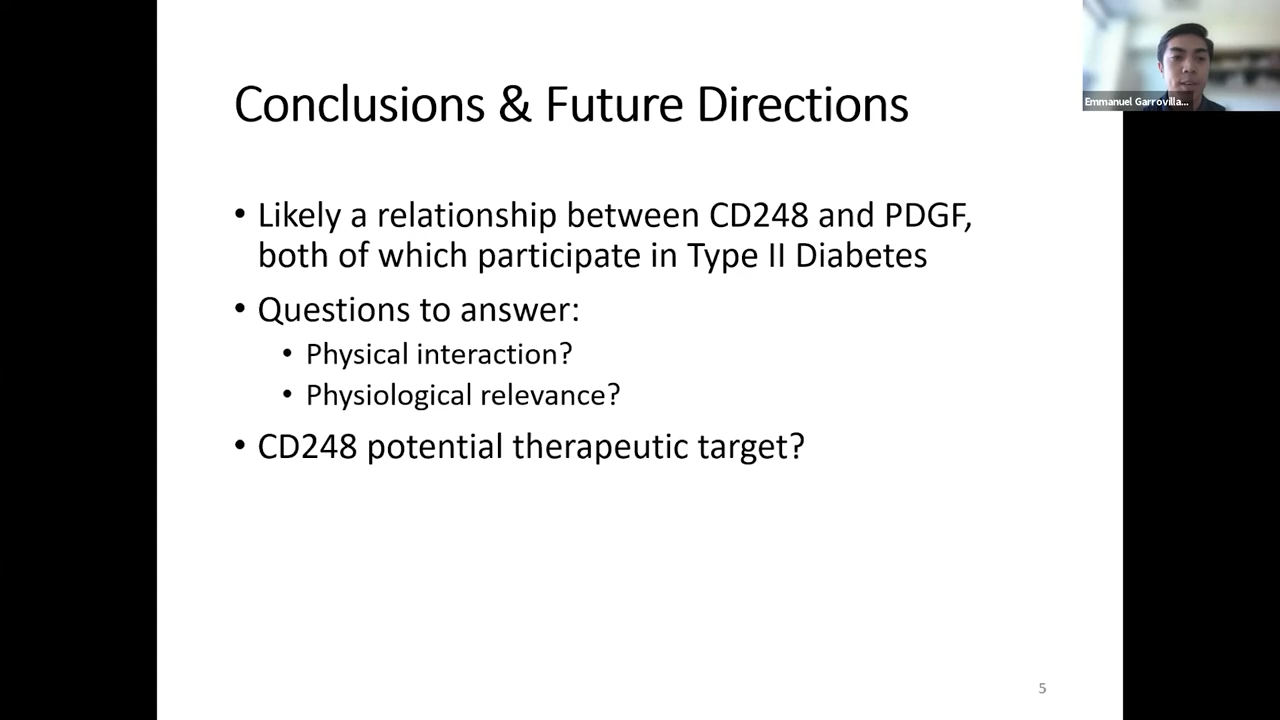 Conclusions & Future Directions
Emmanuel Garrovilla...
• Likely a relationship between CD248 and PDGF,
both of which participate in Type II Diabetes
• Questions to answer:
• Physical interaction?
• Physiological relevance?
• CD248 potential therapeutic target?
5